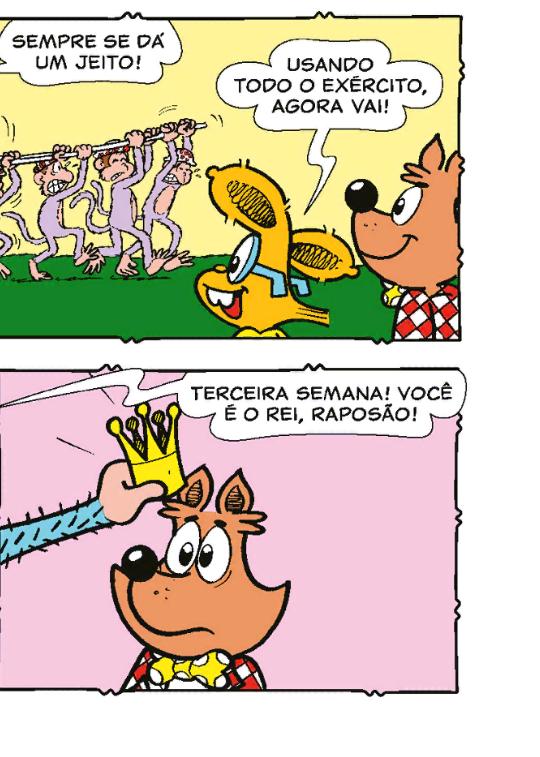 SEMPRE SE DÁ
UM JEITO!
USANDO
TODO O EXÉRCITO,
AGORA VAI!
TERCEIRA SEMANA! VOCÊ
É O REI, RAPOSÃO!